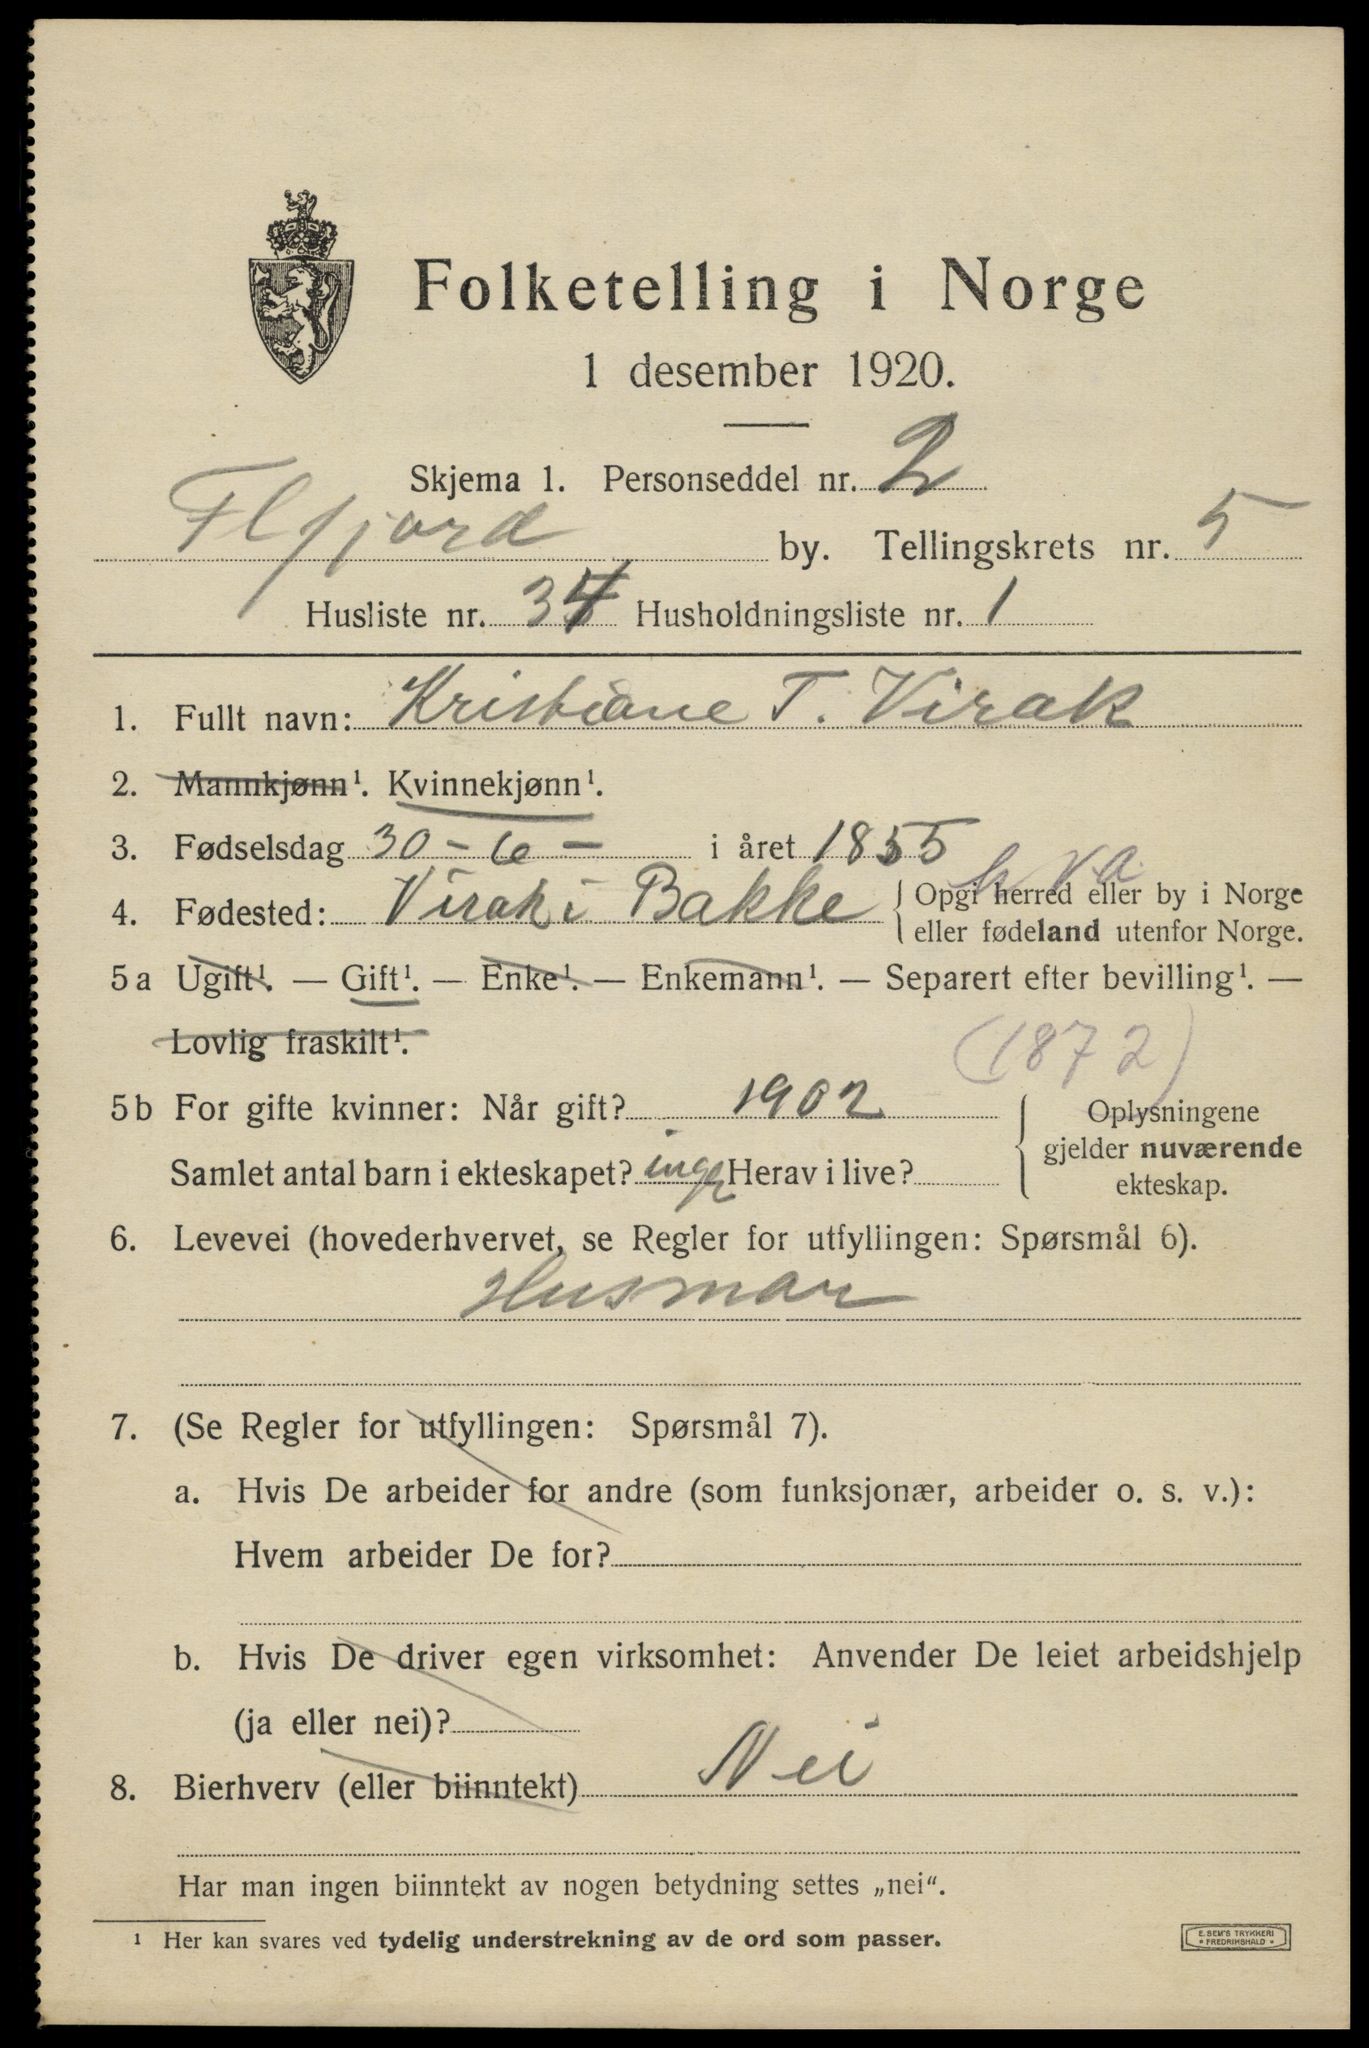 Folketelling i Norge
1 desember 1920.
Skjema 1. Personseddel nr. 2
Flfjord by. Tellingskrets nr. 5
Husliste nr. 34 Husholdningsliste nr. 1
1. Fullt navn: Kristiane T. Virak
2. Mannkjønn¹. Kvinnekjønn¹.
3. Fødselsdag 30-6- i året 1855
4. Fødested: Virak i Bakke { Opgi herred eller by i Norge
eller fødeland utenfor Norge.
5a Ugift¹. — Gift¹. — Enke¹. — Enkemann¹. — Separert efter bevilling¹. —
Lovlig fraskilt¹.
(1872)
5b For gifte kvinner: Når gift? 1902 { Oplysningene
gjelder nuværende
Samlet antal barn i ekteskapet? inge Herav i live?
ekteskap.
6. Levevei (hovederhvervet, se Regler for utfyllingen: Spørsmål 6).
Husmor
7. (Se Regler for utfyllingen: Spørsmål 7).
a. Hvis De arbeider for andre (som funksjonær, arbeider o. s. v.):
Hvem arbeider De for?
b. Hvis De driver egen virksomhet: Anvender De leiet arbeidshjelp
(ja eller nei)?
8. Bierhverv (eller biinntekt) Nei
Har man ingen biinntekt av nogen betydning settes „nei“.
¹ Her kan svares ved tydelig understrekning av de ord som passer.
E. SEM'S TRYKKERI
FREDRIKSHALD